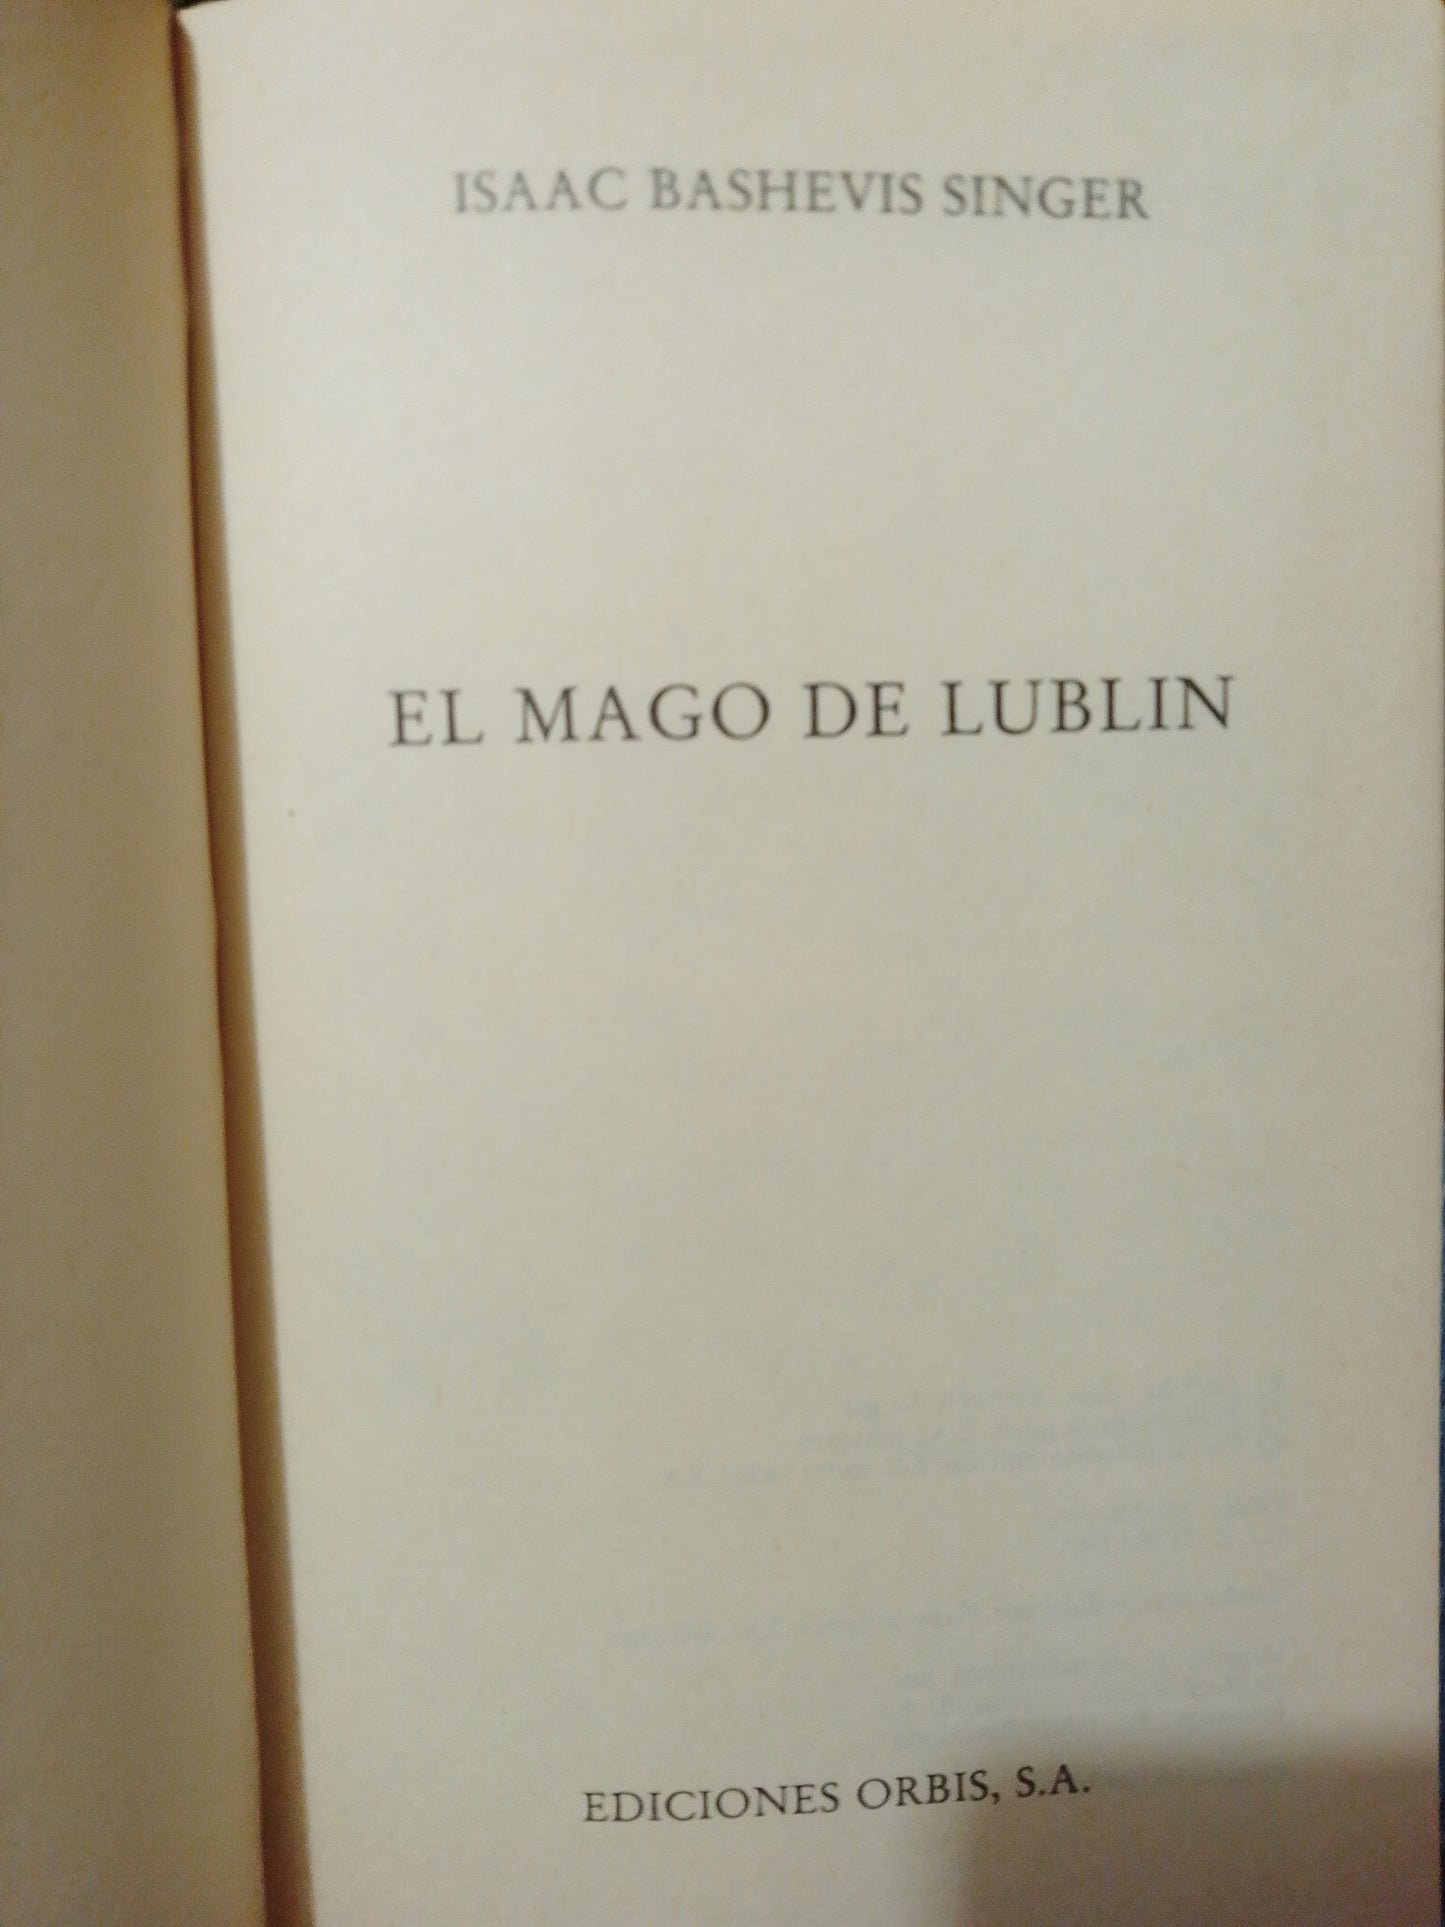 ISAAC BASHEVIS SINGER
EL MAGO DE LUBLIN
EDICIONES ORBIS, S.A.